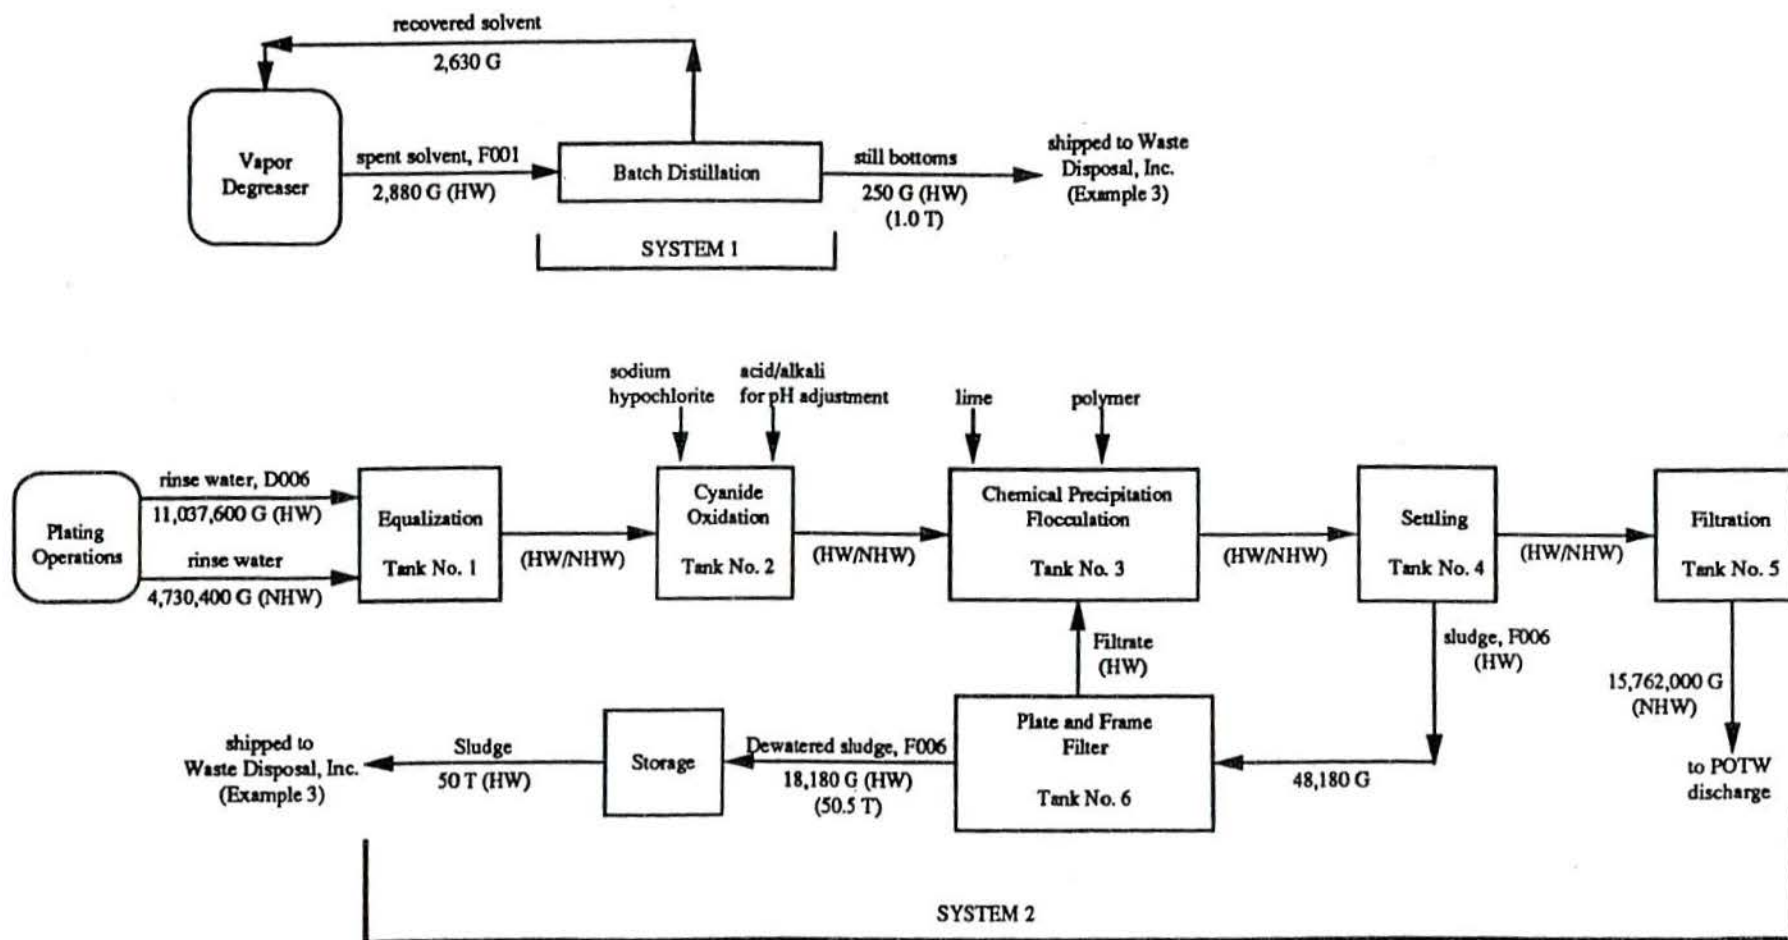 recovered solvent
2,630 G
Vapor
Degreaser
spent solvent, F001
2,880 G (HW)
Batch Distillation
still bottoms
250 G (HW)
(1.0 T)
shipped to Waste
Disposal, Inc.
(Example 3)
SYSTEM 1
sodium
hypochlorite
acid/alkali
for pH adjustment
lime
polymer
Plating
Operations
rinse water, D006
11,037,600 G (HW)
rinse water
4,730,400 G (NHW)
Equalization
Tank No. 1
(HW/NHW)
Cyanide
Oxidation
Tank No. 2
(HW/NHW)
Chemical Precipitation
Flocculation
Tank No. 3
(HW/NHW)
Settling
Tank No. 4
(HW/NHW)
Filtration
Tank No. 5
Filtrate
(HW)
sludge, F006
(HW)
15,762,000 G
(NHW)
to POTW
discharge
shipped to
Waste Disposal, Inc.
(Example 3)
Sludge
50 T (HW)
Storage
Dewatered sludge, F006
18,180 G (HW)
(50.5 T)
Plate and Frame
Filter
Tank No. 6
48,180 G
SYSTEM 2